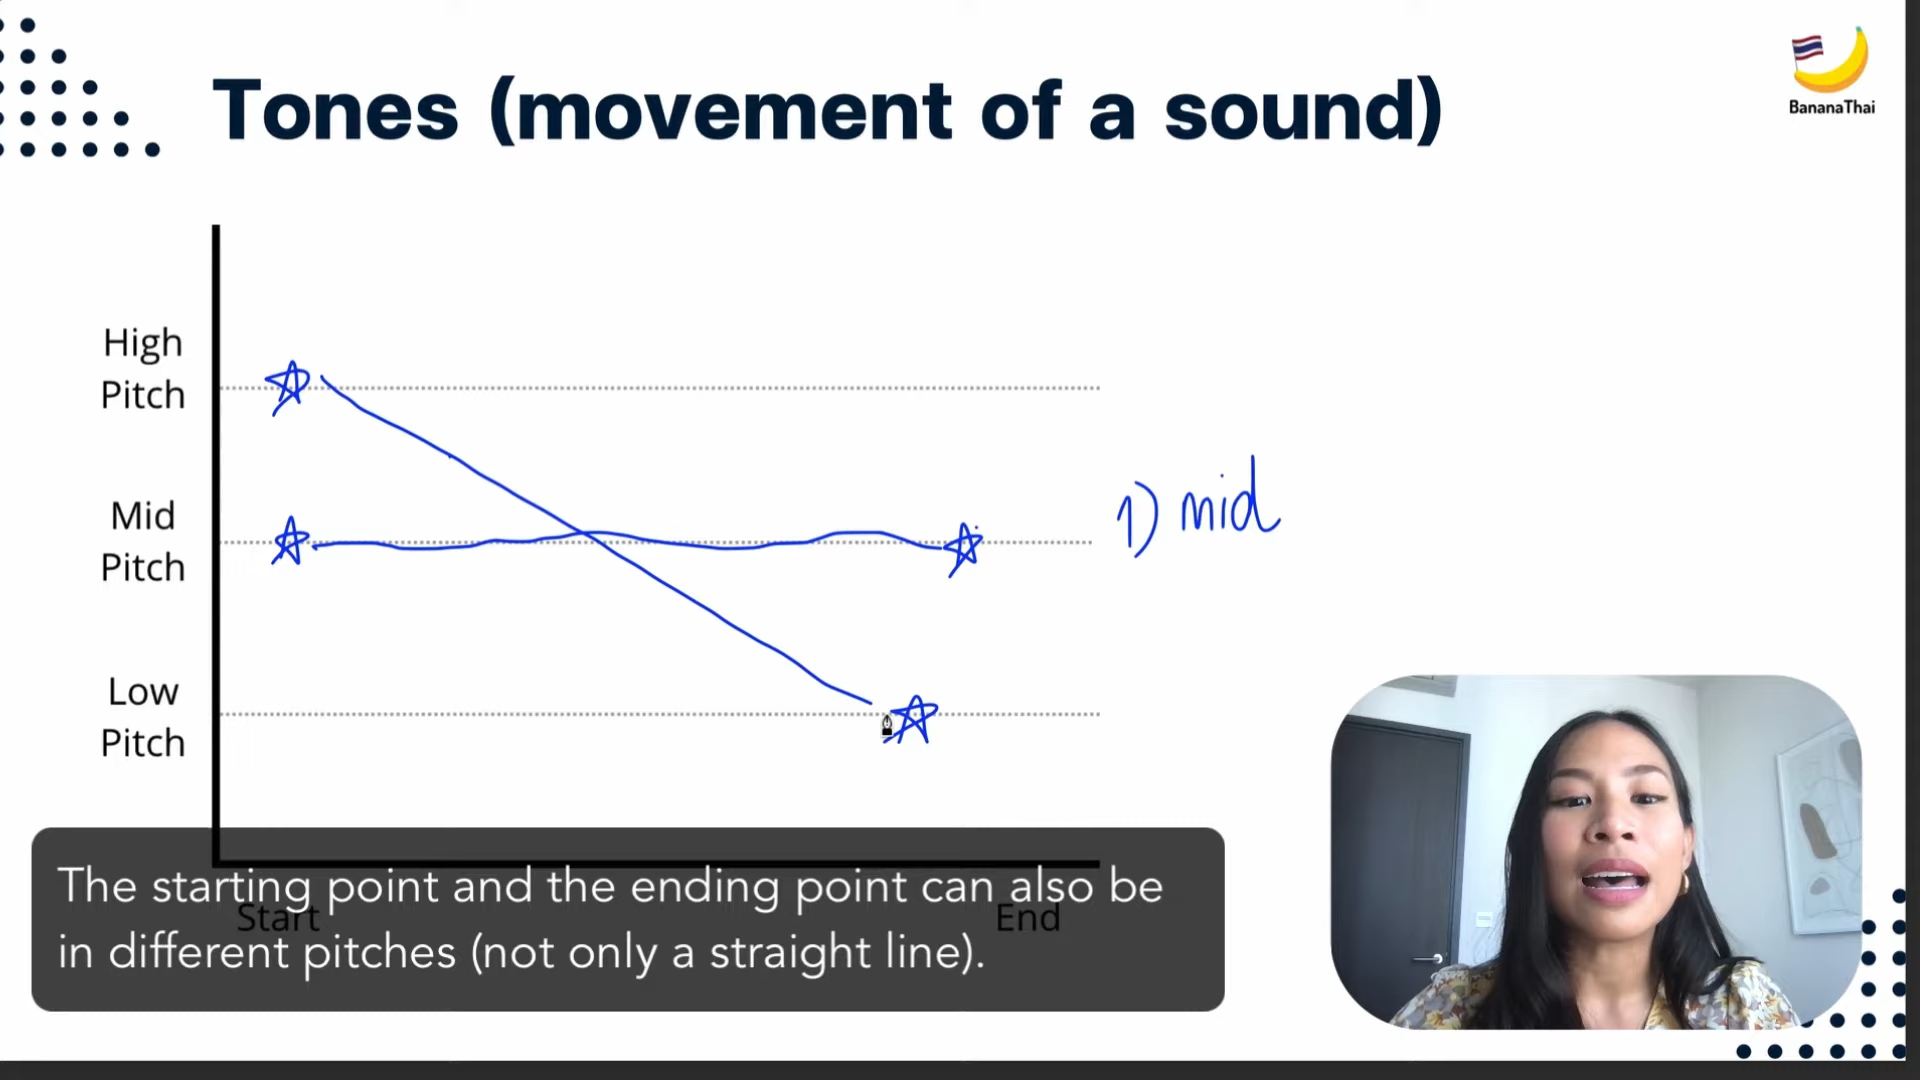 BananaThai
Tones (movement of a sound)
High
Pitch
Mid
Pitch
1) mid
Low
Pitch
The starting point and the ending point can also be
Start
End
in different pitches (not only a straight line).